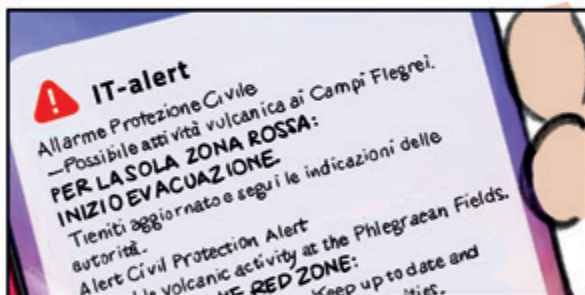 IT-alert
Allarme Protezione Civile
—Possibile attività vulcanica ai Campi Flegrei.
PER LA SOLA ZONA ROSSA:
INIZIO EVACUAZIONE.
Tieniti aggiornato e segui le indicazioni delle
autorità.
Alert Civil Protection Alert
volcanic activity at the Phlegraean Fields.
RED ZONE:
Keep up to date and